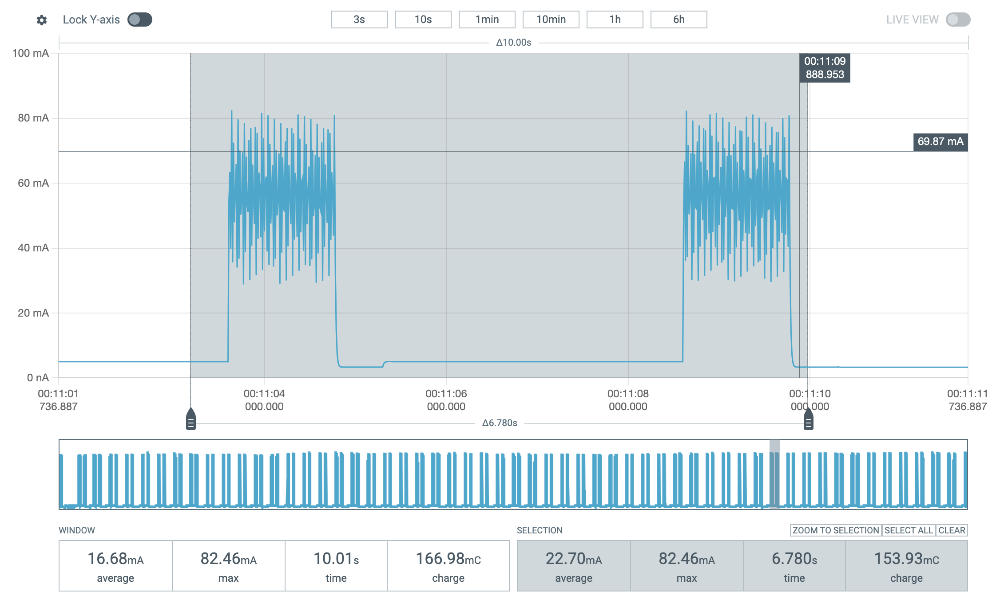 Lock Y-axis 3s 10s 1min 10min 1h 6h LIVE VIEW
Δ10.00s
100 mA
80 mA
60 mA
40 mA
20 mA
0 nA
00:11:09
888.953
69.87 mA
00:11:01 00:11:04 00:11:06 00:11:08 00:11:10 00:11:11
736.887 000.000 000.000 000.000 000.000 736.887
Δ6.780s
WINDOW
16.68mA 82.46mA 10.01s 166.98mC
average max time charge
SELECTION ZOOM TO SELECTION SELECT ALL CLEAR
22.70mA 82.46mA 6.780s 153.93mC
average max time charge